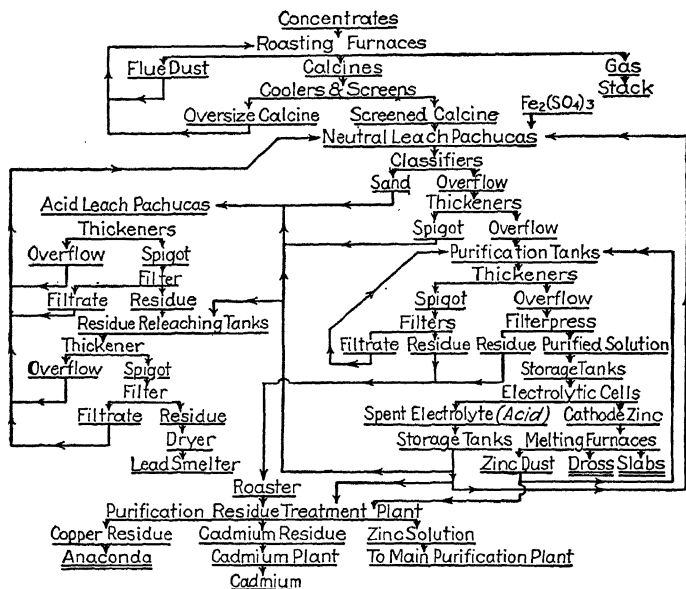 Concentrates
Roasting Furnaces
Flue Dust Calcines Gas
Stack
Coolers & Screens
Oversize Calcine Screened Calcine Fe2(SO4)3
Neutral Leach Pachucas
Classifiers
Sand Overflow
Acid Leach Pachucas Thickeners
Thickeners Spigot Overflow
Overflow Spigot Purification Tanks
Filter Thickeners
Filtrate Residue Spigot Overflow
Residue Releaching Tanks Filters Filterpress
Thickener Filtrate Residue Residue Purified Solution
Overflow Spigot Storage Tanks
Filter Electrolytic Cells
Filtrate Residue Spent Electrolyte (Acid) Cathode Zinc
Dryer Storage Tanks Melting Furnaces
Lead Smelter Zinc Dust Dross Slabs
Roaster
Purification Residue Treatment Plant
Copper Residue Cadmium Residue Zinc Solution
Anaconda Cadmium Plant To Main Purification Plant
Cadmium